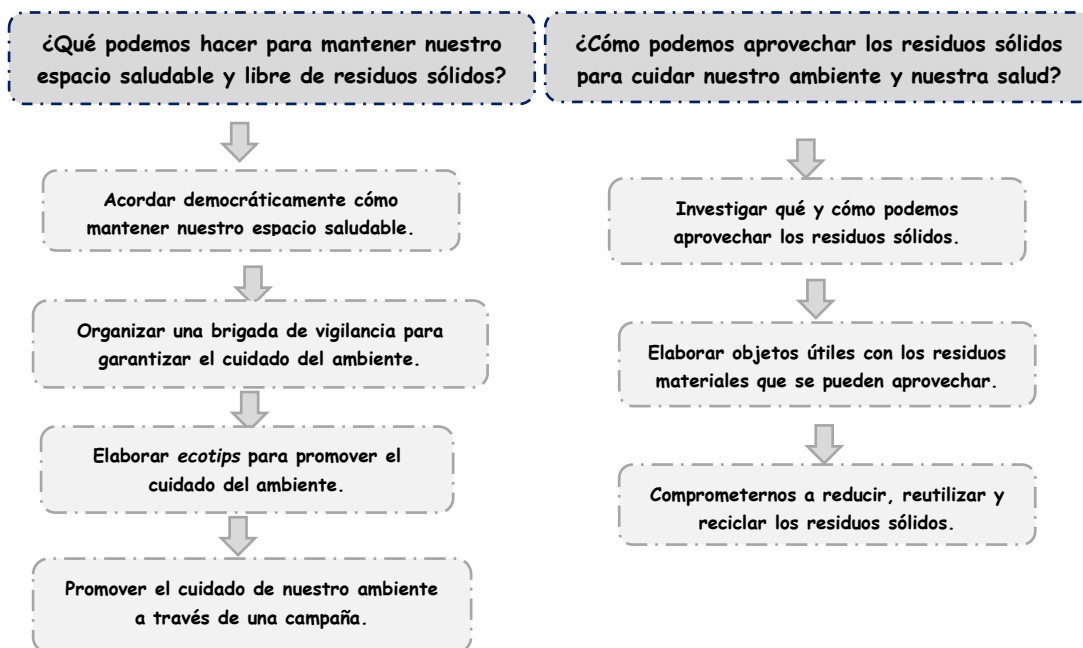 ¿Qué podemos hacer para mantener nuestro
espacio saludable y libre de residuos sólidos?
Acordar democráticamente cómo
mantener nuestro espacio saludable.
Organizar una brigada de vigilancia para
garantizar el cuidado del ambiente.
Elaborar ecotips para promover el
cuidado del ambiente.
Promover el cuidado de nuestro ambiente
a través de una campaña.
¿Cómo podemos aprovechar los residuos sólidos
para cuidar nuestro ambiente y nuestra salud?
Investigar qué y cómo podemos
aprovechar los residuos sólidos.
Elaborar objetos útiles con los residuos
materiales que se pueden aprovechar.
Comprometernos a reducir, reutilizar y
reciclar los residuos sólidos.